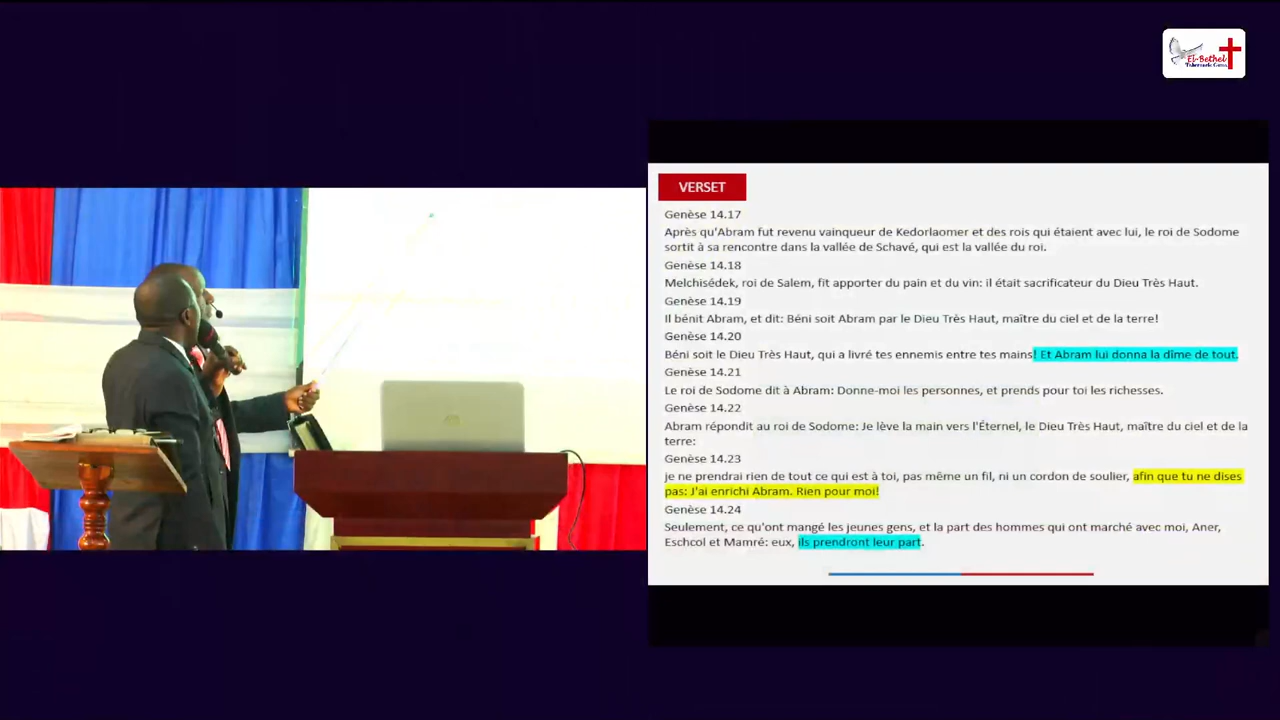 El-Bethel
VERSET
Genèse 14.17
Après qu'Abram fut revenu vainqueur de Kedorlaomer et des rois qui étaient avec lui, le roi de Sodome
sortit à sa rencontre dans la vallée de Schavé, qui est la vallée du roi.
Genèse 14.18
Melchisédek, roi de Salem, fit apporter du pain et du vin: il était sacrificateur du Dieu Très Haut.
Genèse 14.19
Il bénit Abram, et dit: Béni soit Abram par le Dieu Très Haut, maître du ciel et de la terre!
Genèse 14.20
Béni soit le Dieu Très Haut, qui a livré tes ennemis entre tes mains! Et Abram lui donna la dîme de tout.
Genèse 14.21
Le roi de Sodome dit à Abram: Donne-moi les personnes, et prends pour toi les richesses.
Genèse 14.22
Abram répondit au roi de Sodome: Je lève la main vers l'Éternel, le Dieu Très Haut, maître du ciel et de la
terre:
Genèse 14.23
je ne prendrai rien de tout ce qui est à toi, pas même un fil, ni un cordon de soulier, afin que tu ne dises
pas: J'ai enrichi Abram. Rien pour moi!
Genèse 14.24
Seulement, ce qu'ont mangé les jeunes gens, et la part des hommes qui ont marché avec moi, Aner,
Eschcol et Mamré: eux, ils prendront leur part.